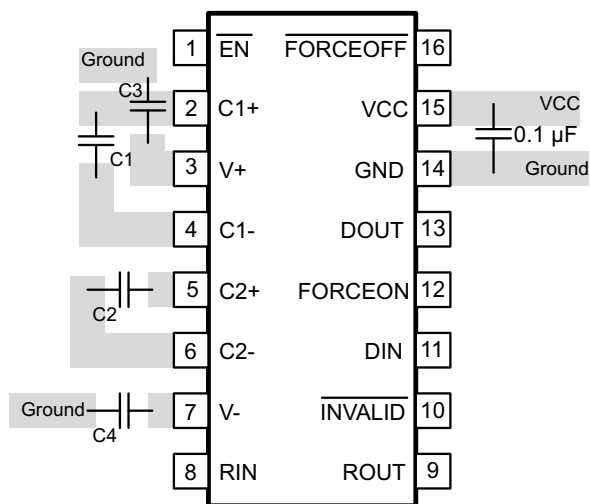 1 EN FORCEOFF 16
Ground
C3
2 C1+ VCC 15 VCC
C1 0.1 µF
3 V+ GND 14 Ground
4 C1- DOUT 13
5 C2+ FORCEON 12
C2
6 C2- DIN 11
Ground 7 V- INVALID 10
C4
8 RIN ROUT 9